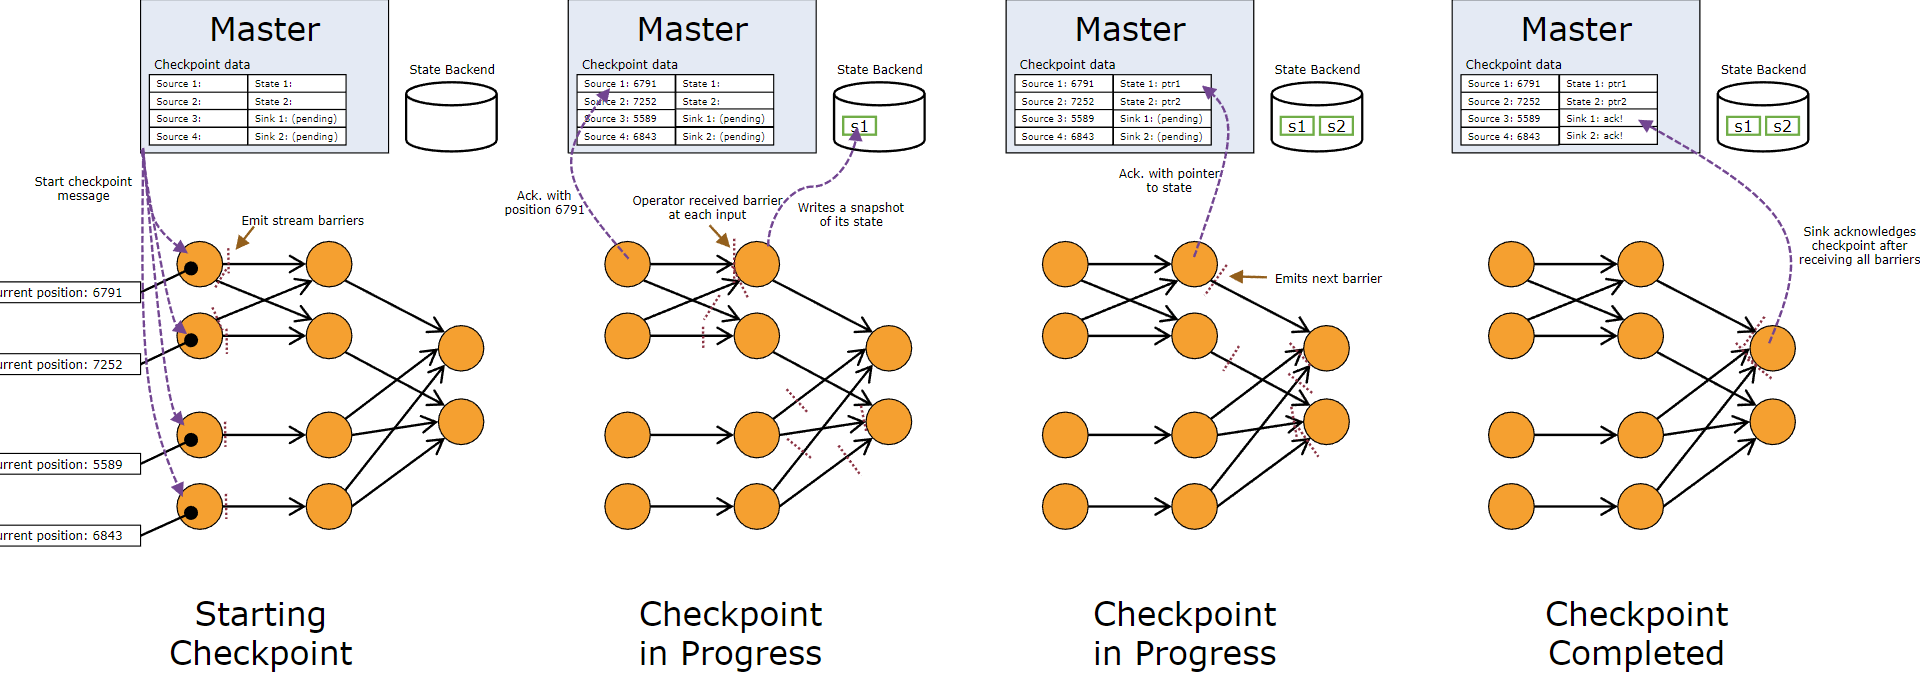 Master
Checkpoint data
Source 1:
State 1:
Source 2:
State 2:
Source 3:
Sink 1: (pending)
Source 4:
Sink 2: (pending)
State Backend
Start checkpoint
message
Emit stream barriers
urrent position: 6791
urrent position: 7252
urrent position: 5589
urrent position: 6843
Starting
Checkpoint
Master
Checkpoint data
Source 1: 6791
State 1:
Source 2: 7252
State 2:
Source 3: 5589
Sink 1: (pending)
Source 4: 6843
Sink 2: (pending)
State Backend
s1
Ack. with
position 6791
Operator received barrier
at each input
Writes a snapshot
of its state
Checkpoint
in Progress
Master
Checkpoint data
Source 1: 6791
State 1: ptr1
Source 2: 7252
State 2: ptr2
Source 3: 5589
Sink 1: (pending)
Source 4: 6843
Sink 2: (pending)
State Backend
s1
s2
Ack. with pointer
to state
Emits next barrier
Checkpoint
in Progress
Master
Checkpoint data
Source 1: 6791
State 1: ptr1
Source 2: 7252
State 2: ptr2
Source 3: 5589
Sink 1: ack!
Source 4: 6843
Sink 2: ack!
State Backend
s1
s2
Sink acknowledges
checkpoint after
receiving all barriers
Checkpoint
Completed